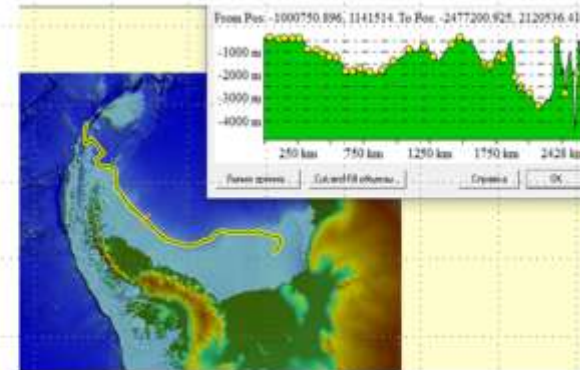 From Pos: -1000750.896, 1141514. To Pos: -2477200.925, 2120536.41
-1000 m
-2000 m
-3000 m
-4000 m
250 km 750 km 1250 km 1750 km 2428 km
Cut and Fill объемы... Справка OK